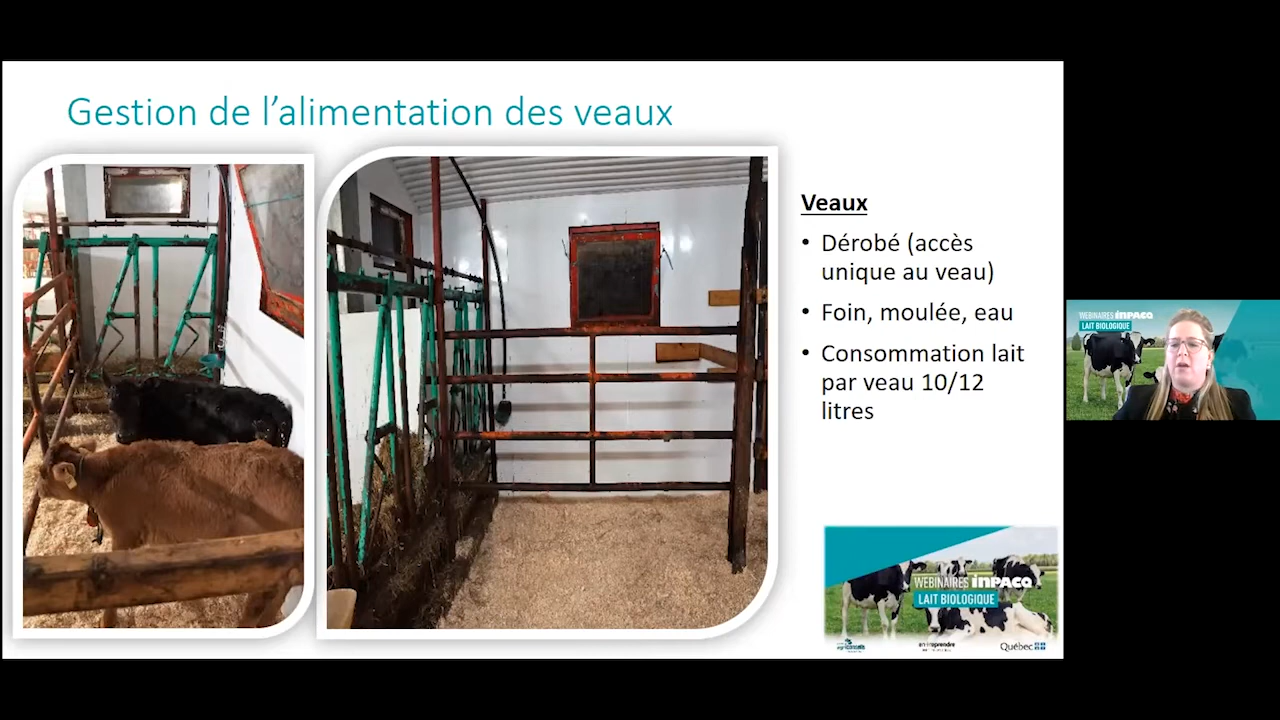 Gestion de l’alimentation des veaux
Veaux
• Dérobé (accès
unique au veau)
• Foin, moulée, eau
• Consommation lait
par veau 10/12
litres
WEBINAIRES INPACQ
LAIT BIOLOGIQUE
WEBINAIRES INPACQ
LAIT BIOLOGIQUE
Québec